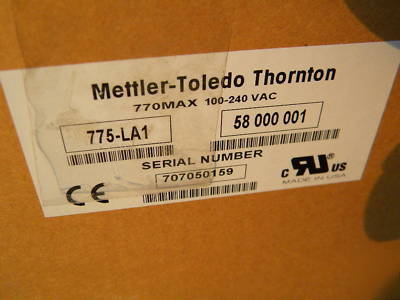 Mettler-Toledo Thornton
770MAX 100-240 VAC
775-LA1
58 000 001
SERIAL NUMBER
707050159
CE
C RU US
MADE IN USA